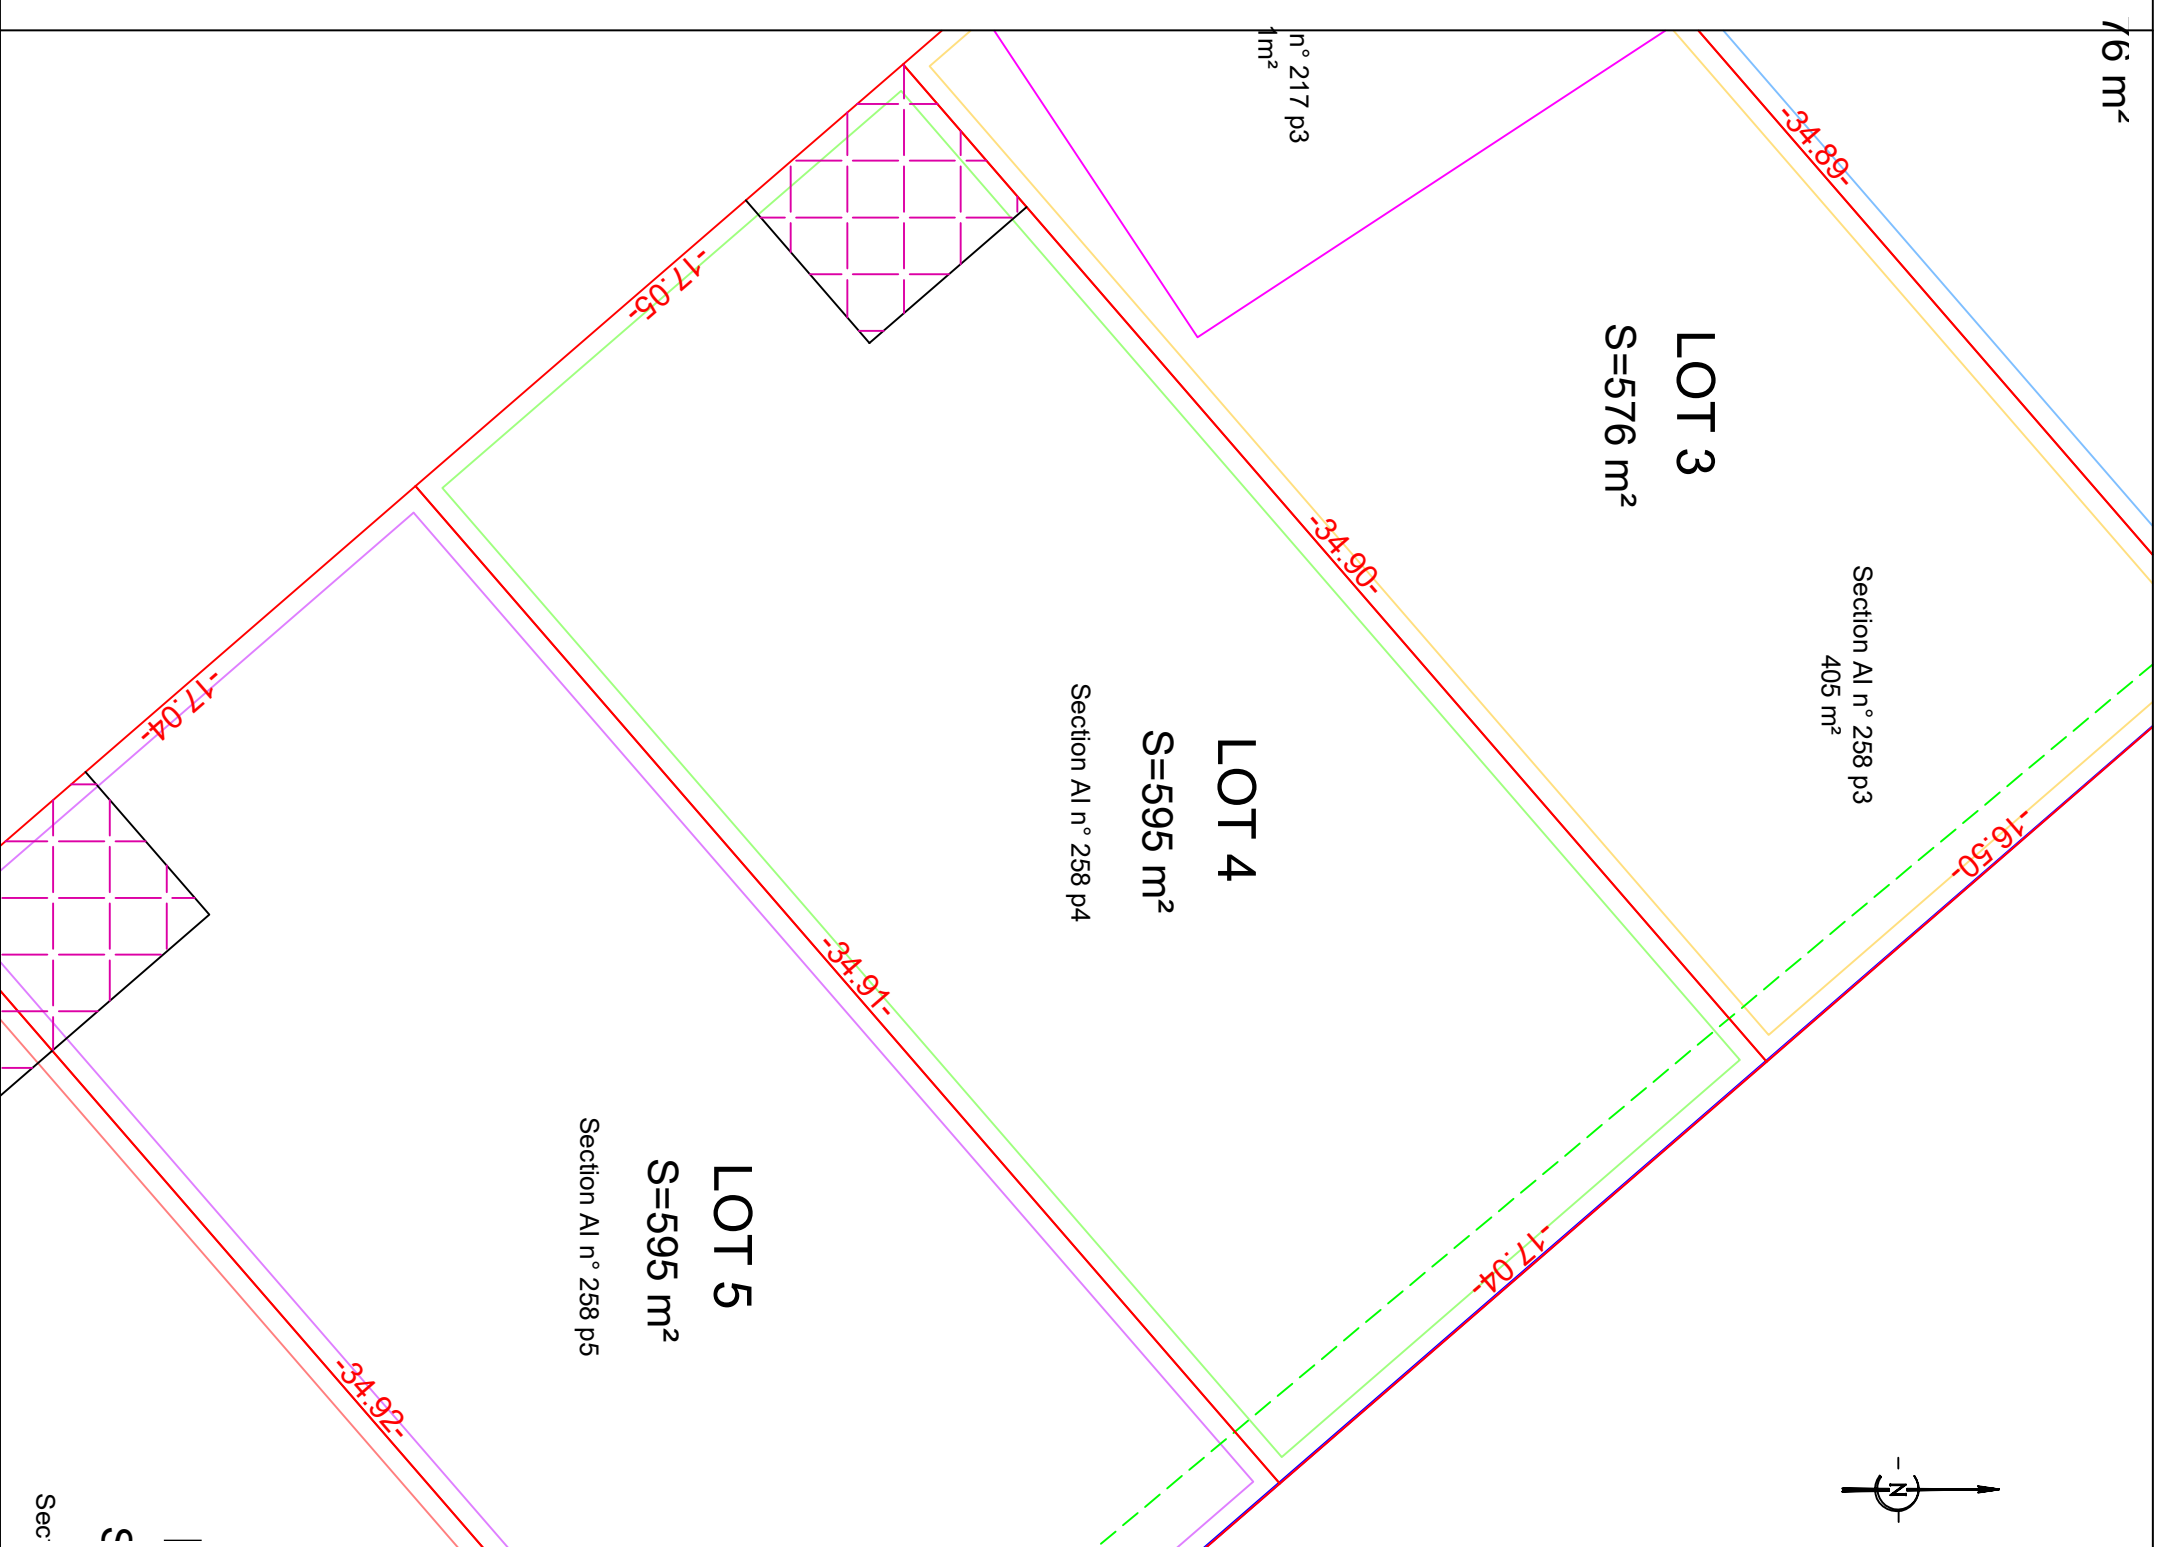 76 m²
n° 217 p3
1m²
-34.89-
LOT 3
S=576 m²
Section AI n° 258 p3
405 m²
-17.05-
-34.90-
-16.50-
LOT 4
S=595 m²
Section AI n° 258 p4
-17.04-
-34.91-
-17.04-
LOT 5
S=595 m²
Section AI n° 258 p5
-34.92-
N
Sec
S